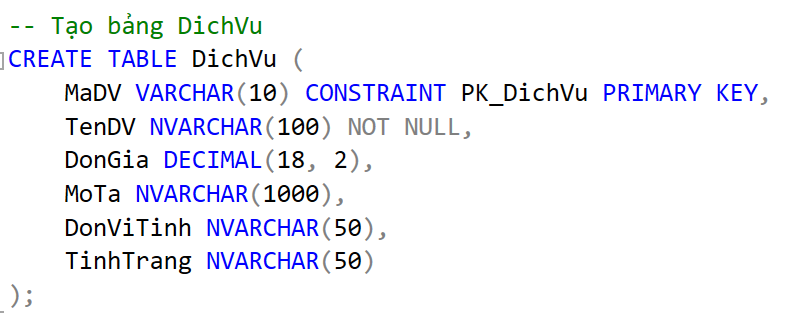 -- Tạo bảng DichVu
CREATE TABLE DichVu (
MaDV VARCHAR(10) CONSTRAINT PK_DichVu PRIMARY KEY,
TenDV NVARCHAR(100) NOT NULL,
DonGia DECIMAL(18, 2),
MoTa NVARCHAR(1000),
DonViTinh NVARCHAR(50),
TinhTrang NVARCHAR(50)
);